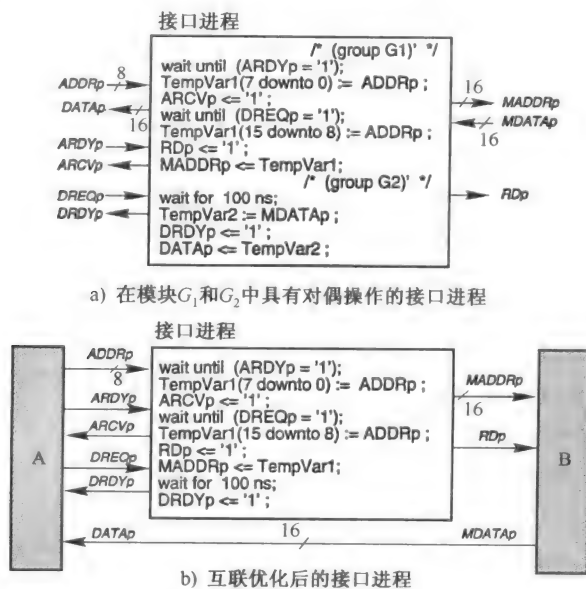 接口进程
/* (group G1)' */
wait until (ARDYp = '1');
TempVar1(7 downto 0) := ADDRp ;
ARCVp <= '1' ;
wait until (DREQp = '1');
TempVar1(15 downto 8) := ADDRp ;
RDp <= '1' ;
MADDRp <= TempVar1;
/* (group G2)' */
wait for 100 ns;
TempVar2 := MDATAp ;
DRDYp <= '1' ;
DATAp <= TempVar2 ;
ADDRp
8
DATAp
16
ARDYp
ARCVp
DREQp
DRDYp
16
MADDRp
MDATAp
16
RDp
a) 在模块G1和G2中具有对偶操作的接口进程
接口进程
wait until (ARDYp = '1');
TempVar1(7 downto 0) := ADDRp ;
ARCVp <= '1' ;
wait until (DREQp = '1');
TempVar1(15 downto 8) := ADDRp ;
RDp <= '1' ;
MADDRp <= TempVar1;
wait for 100 ns;
DRDYp <= '1' ;
A
ADDRp
8
ARDYp
ARCVp
DREQp
DRDYp
DATAp
16
MDATAp
MADDRp
16
RDp
B
b) 互联优化后的接口进程